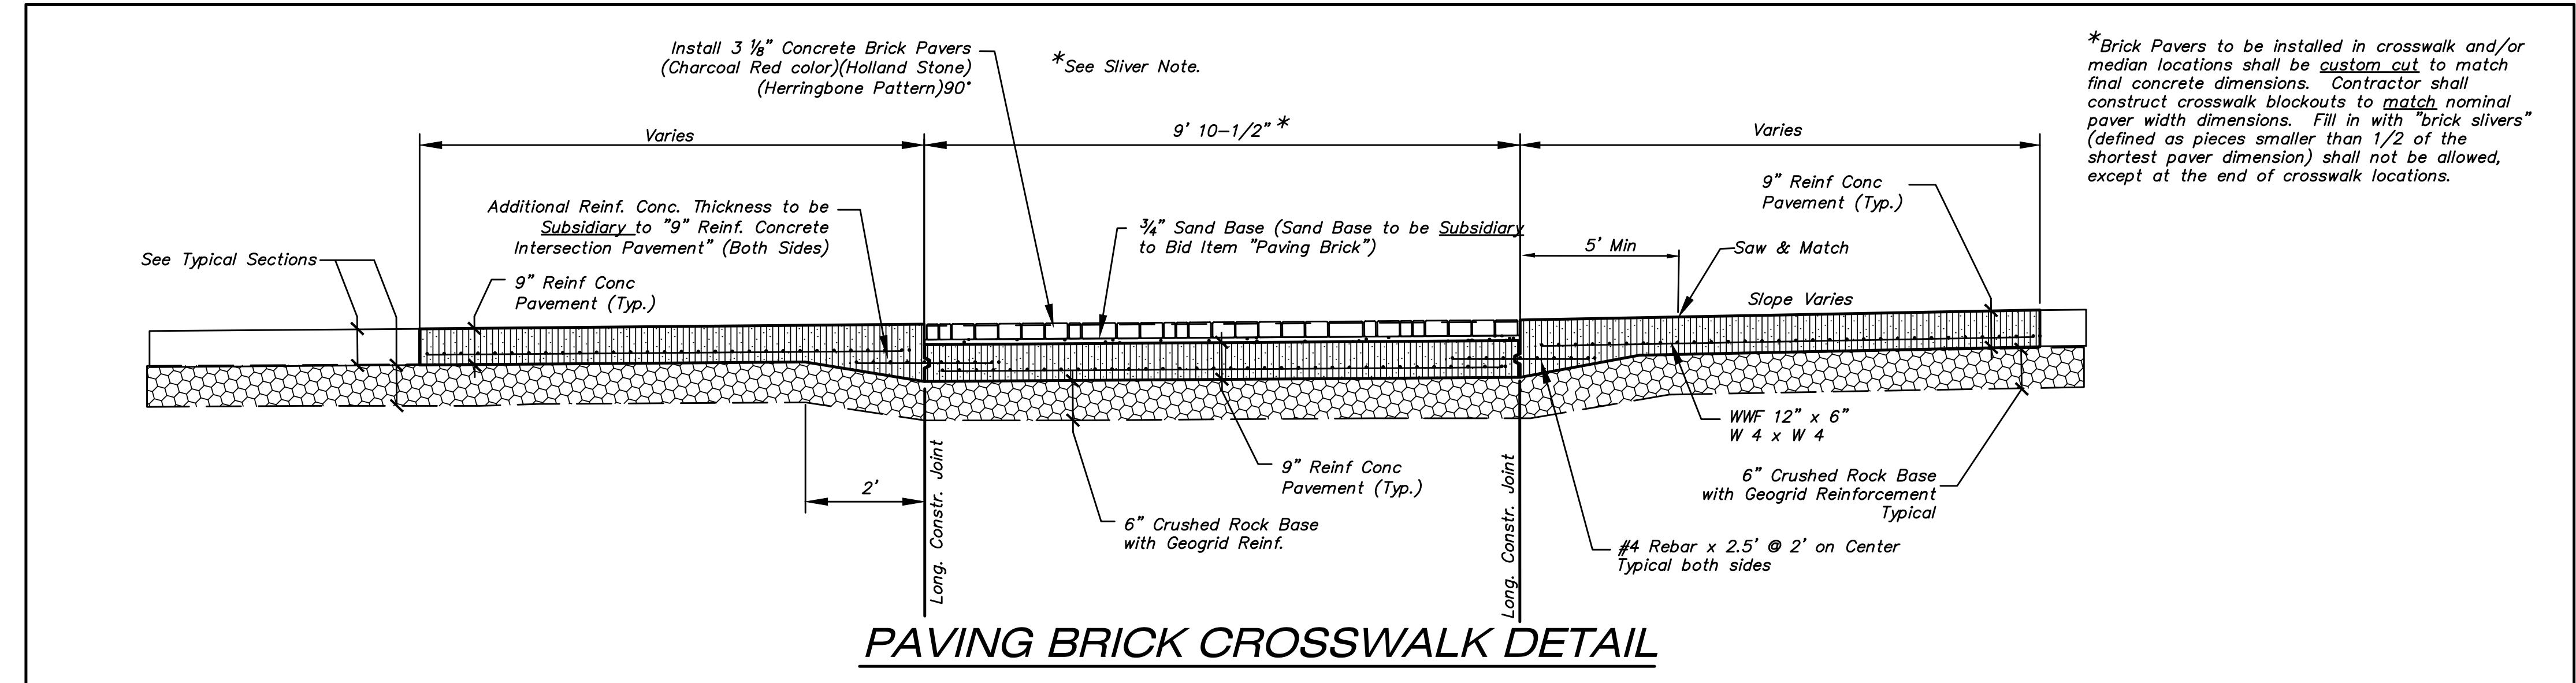 Install 3 ⅛" Concrete Brick Pavers
(Charcoal Red color)(Holland Stone)
(Herringbone Pattern)90°
*See Sliver Note.
*Brick Pavers to be installed in crosswalk and/or
median locations shall be custom cut to match
final concrete dimensions. Contractor shall
construct crosswalk blockouts to match nominal
paver width dimensions. Fill in with "brick slivers"
(defined as pieces smaller than 1/2 of the
shortest paver dimension) shall not be allowed,
except at the end of crosswalk locations.
Varies
9' 10-1/2" *
Varies
9" Reinf Conc
Pavement (Typ.)
Additional Reinf. Conc. Thickness to be
Subsidiary to "9" Reinf. Concrete
Intersection Pavement" (Both Sides)
¾" Sand Base (Sand Base to be Subsidiary
to Bid Item "Paving Brick")
5' Min
Saw & Match
See Typical Sections
9" Reinf Conc
Pavement (Typ.)
Slope Varies
WWF 12" x 6"
W 4 x W 4
9" Reinf Conc
Pavement (Typ.)
2'
6" Crushed Rock Base
with Geogrid Reinforcement
Typical
6" Crushed Rock Base
with Geogrid Reinf.
#4 Rebar x 2.5' @ 2' on Center
Typical both sides
Long. Constr. Joint
Long. Constr. Joint
PAVING BRICK CROSSWALK DETAIL